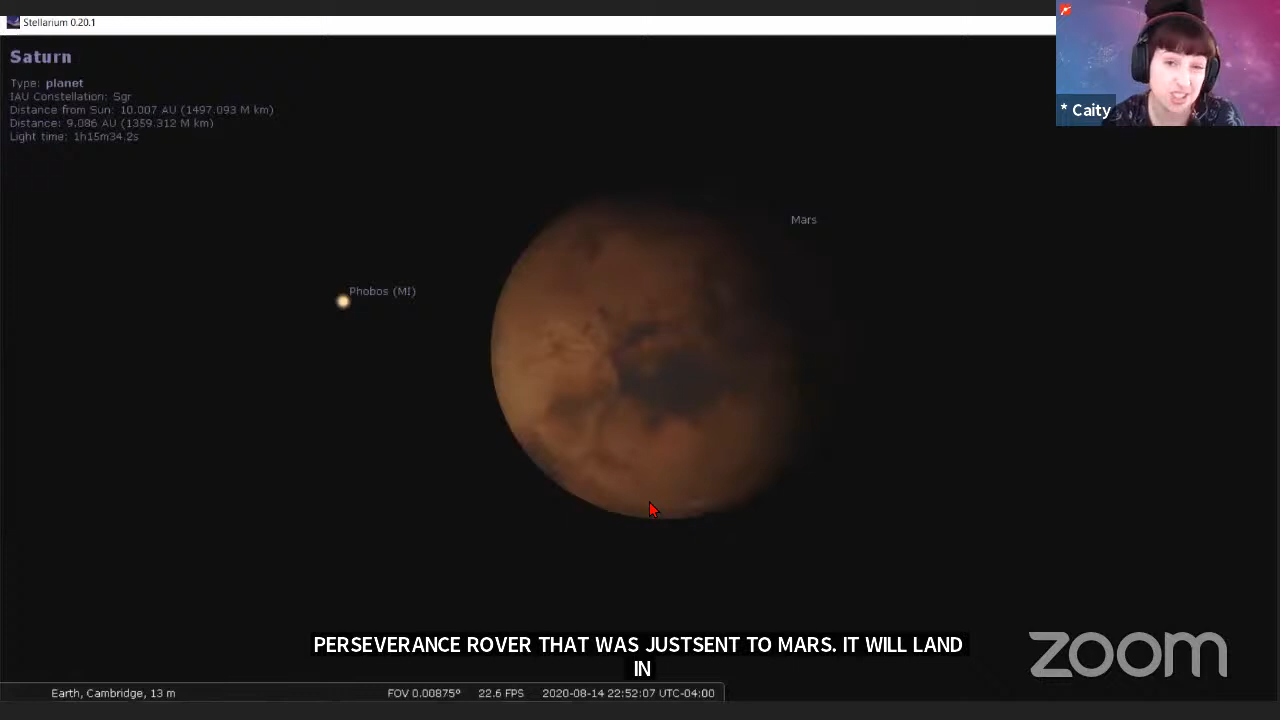 Stellarium 0.20.1
Saturn
Type: planet
IAU Constellation: Sgr
Distance from Sun: 10.007 AU (1497.093 M km)
Distance: 9.086 AU (1359.312 M km)
Light time: 1h15m34.2s
* Caity
Mars
Phobos (MI)
PERSEVERANCE ROVER THAT WAS JUSTSENT TO MARS. IT WILL LAND
IN
zoom
Earth, Cambridge, 13 m FOV 0.00875° 22.6 FPS 2020-08-14 22:52:07 UTC-04:00